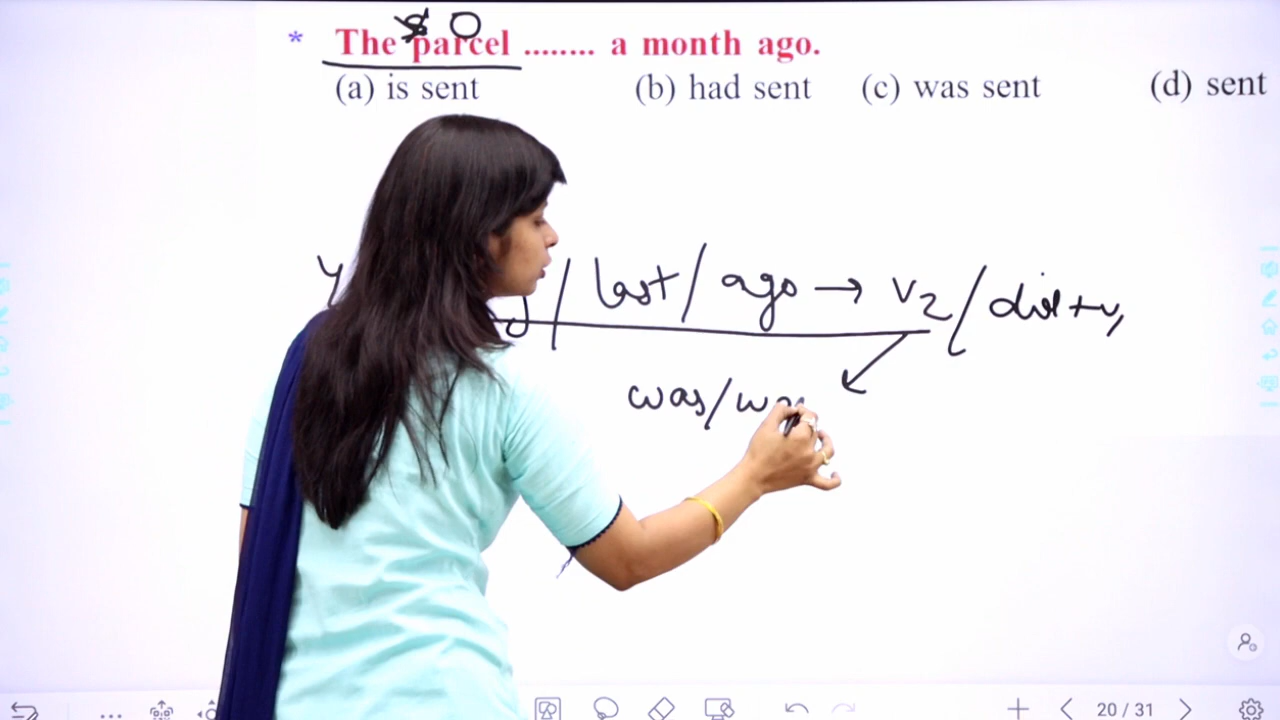 S O
* The parcel ........ a month ago.
(a) is sent (b) had sent (c) was sent (d) sent
/ last / ago → V2 / did + V1
was/we
20 / 31